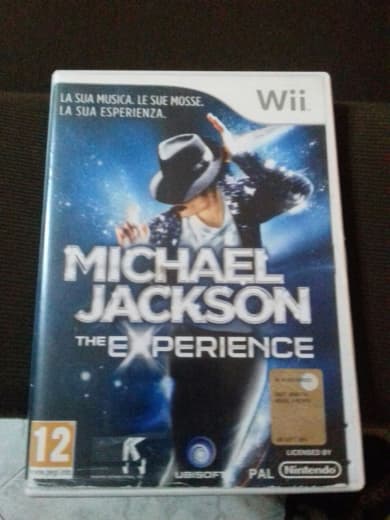 LA SUA MUSICA. LE SUE MOSSE.
LA SUA ESPERIENZA.
Wii
MICHAEL
JACKSON
THE EXPERIENCE
12
UBISOFT
PAL
LICENSED BY
Nintendo